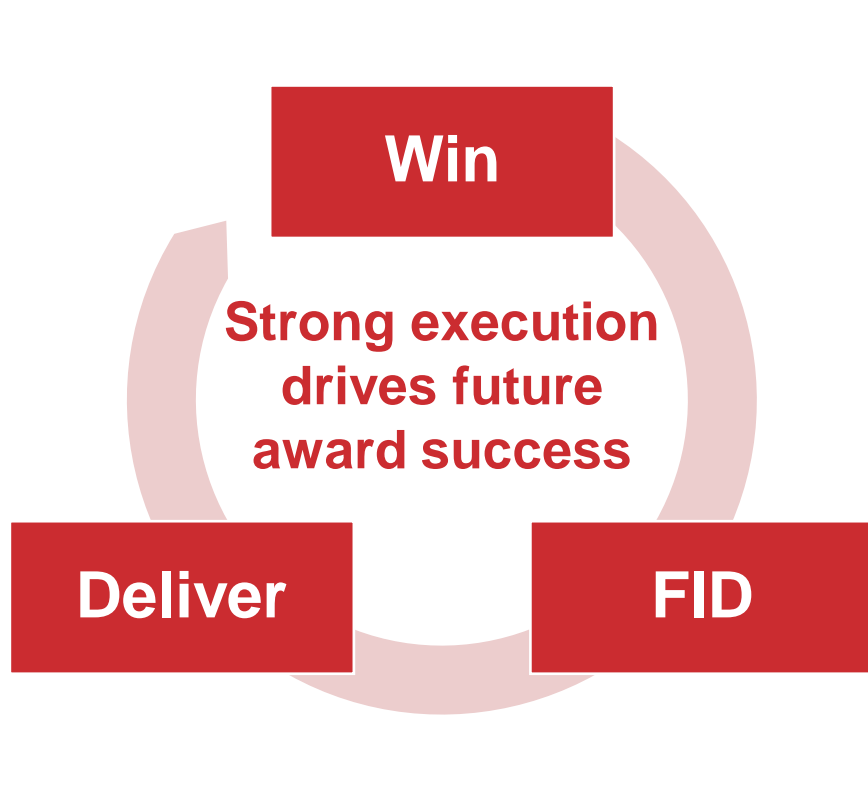 Win
Strong execution
drives future
award success
Deliver
FID